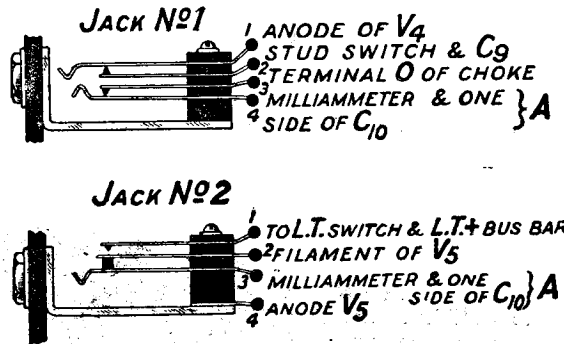 JACK Nº1
1 ANODE OF V4
STUD SWITCH & C9
2 TERMINAL O OF CHOKE
3 MILLIAMMETER & ONE } A
4 SIDE OF C10
JACK Nº2
1 TO L.T. SWITCH & L.T.+ BUS BAR
2 FILAMENT OF V5
3 MILLIAMMETER & ONE } A
SIDE OF C10
4 ANODE V5